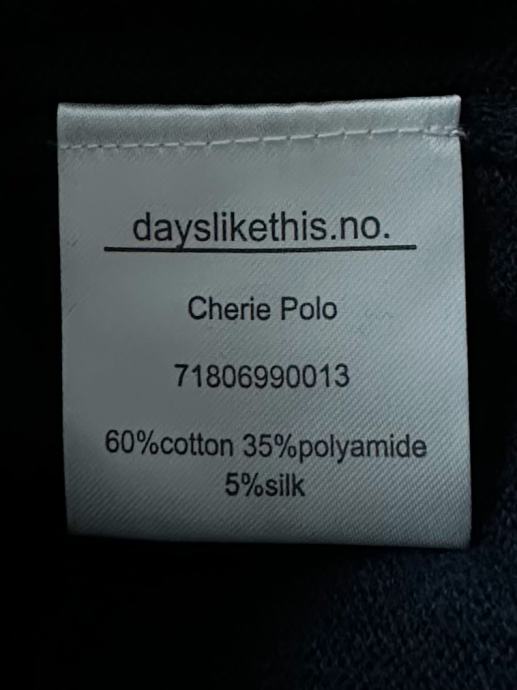 dayslikethis.no.
Cherie Polo
71806990013
60%cotton 35%polyamide
5%silk